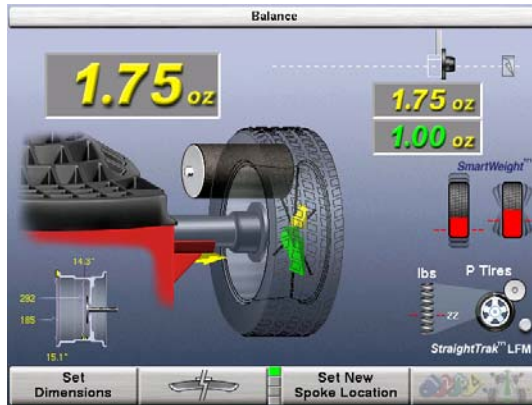 Balance
1.75 oz
1.75 oz
1.00 oz
SmartWeight™
14.3"
292
185
15.1"
lbs
P Tires
22
StraightTrak™ LFM
Set
Dimensions
Set New
Spoke Location